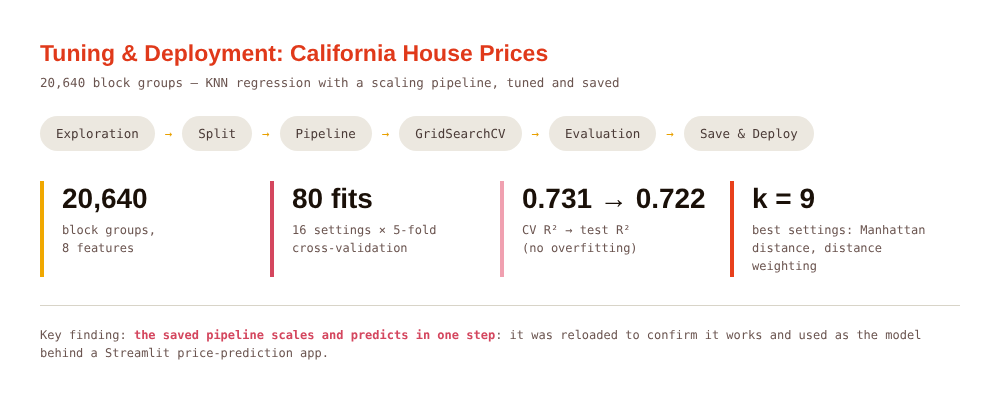 Tuning & Deployment: California House Prices
20,640 block groups — KNN regression with a scaling pipeline, tuned and saved
Exploration → Split → Pipeline → GridSearchCV → Evaluation → Save & Deploy
20,640
block groups,
8 features
80 fits
16 settings × 5-fold
cross-validation
0.731 → 0.722
CV R² → test R²
(no overfitting)
k = 9
best settings: Manhattan
distance, distance
weighting
Key finding: the saved pipeline scales and predicts in one step: it was reloaded to confirm it works and used as the model
behind a Streamlit price-prediction app.